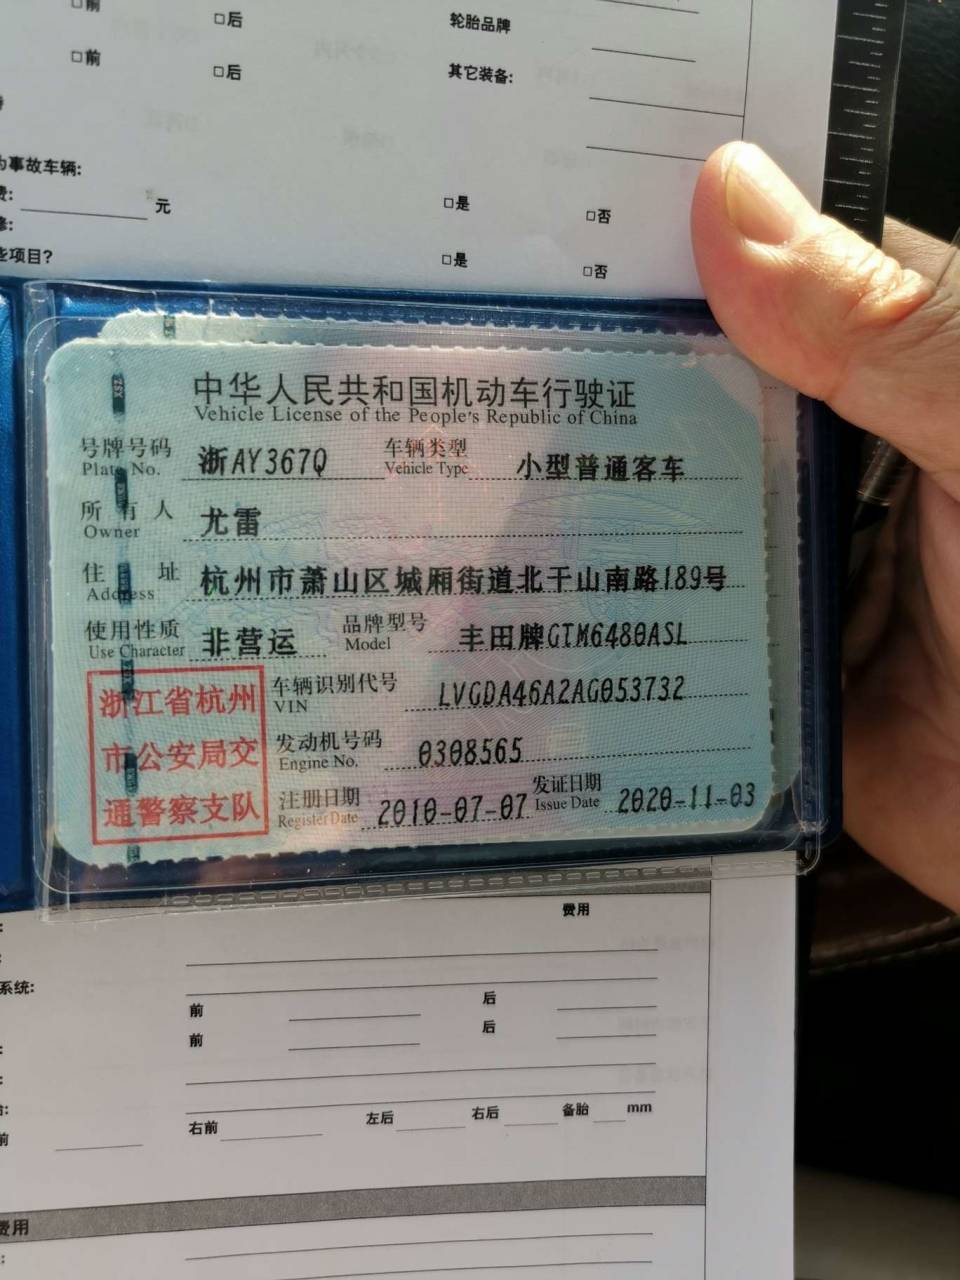 □前 □后 轮胎品牌
□前 □后 其它装备:
为事故车辆:
费: 元 □是 □否
修:
些项目? □是 □否
中华人民共和国机动车行驶证
Vehicle License of the People's Republic of China
号牌号码 浙AY367Q 车辆类型 小型普通客车
Plate No. Vehicle Type
所有人 尤雷
Owner
住址 杭州市萧山区城厢街道北干山南路189号
Address
使用性质 非营运 品牌型号 丰田牌GTM6480ASL
Use Character Model
浙江省杭州 车辆识别代号 LVGDA46A2AG053732
VIN
市公安局交 发动机号码 0308565
Engine No.
通警察支队 注册日期 2010-07-07 发证日期 2020-11-03
Register Date Issue Date
费用
系统:
前 后
前 后
前 右前 左后 右后 备胎 mm
费用